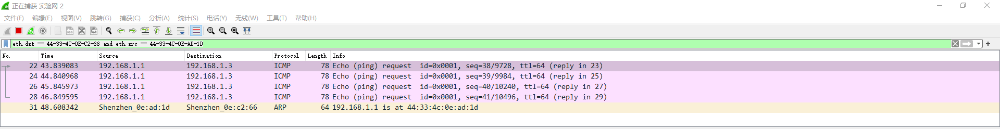 正在捕获 实验网 2
文件(F) 编辑(E) 视图(V) 跳转(G) 捕获(C) 分析(A) 统计(S) 电话(Y) 无线(W) 工具(T) 帮助(H)
eth.dst == 44-33-4C-0E-C2-66 and eth.src == 44-33-4C-0E-AD-1D
No. Time Source Destination Protocol Length Info
22 43.839083 192.168.1.1 192.168.1.3 ICMP 78 Echo (ping) request id=0x0001, seq=38/9728, ttl=64 (reply in 23)
24 44.840968 192.168.1.1 192.168.1.3 ICMP 78 Echo (ping) request id=0x0001, seq=39/9984, ttl=64 (reply in 25)
26 45.845973 192.168.1.1 192.168.1.3 ICMP 78 Echo (ping) request id=0x0001, seq=40/10240, ttl=64 (reply in 27)
28 46.849595 192.168.1.1 192.168.1.3 ICMP 78 Echo (ping) request id=0x0001, seq=41/10496, ttl=64 (reply in 29)
31 48.608342 Shenzhen_0e:ad:1d Shenzhen_0e:c2:66 ARP 64 192.168.1.1 is at 44:33:4c:0e:ad:1d